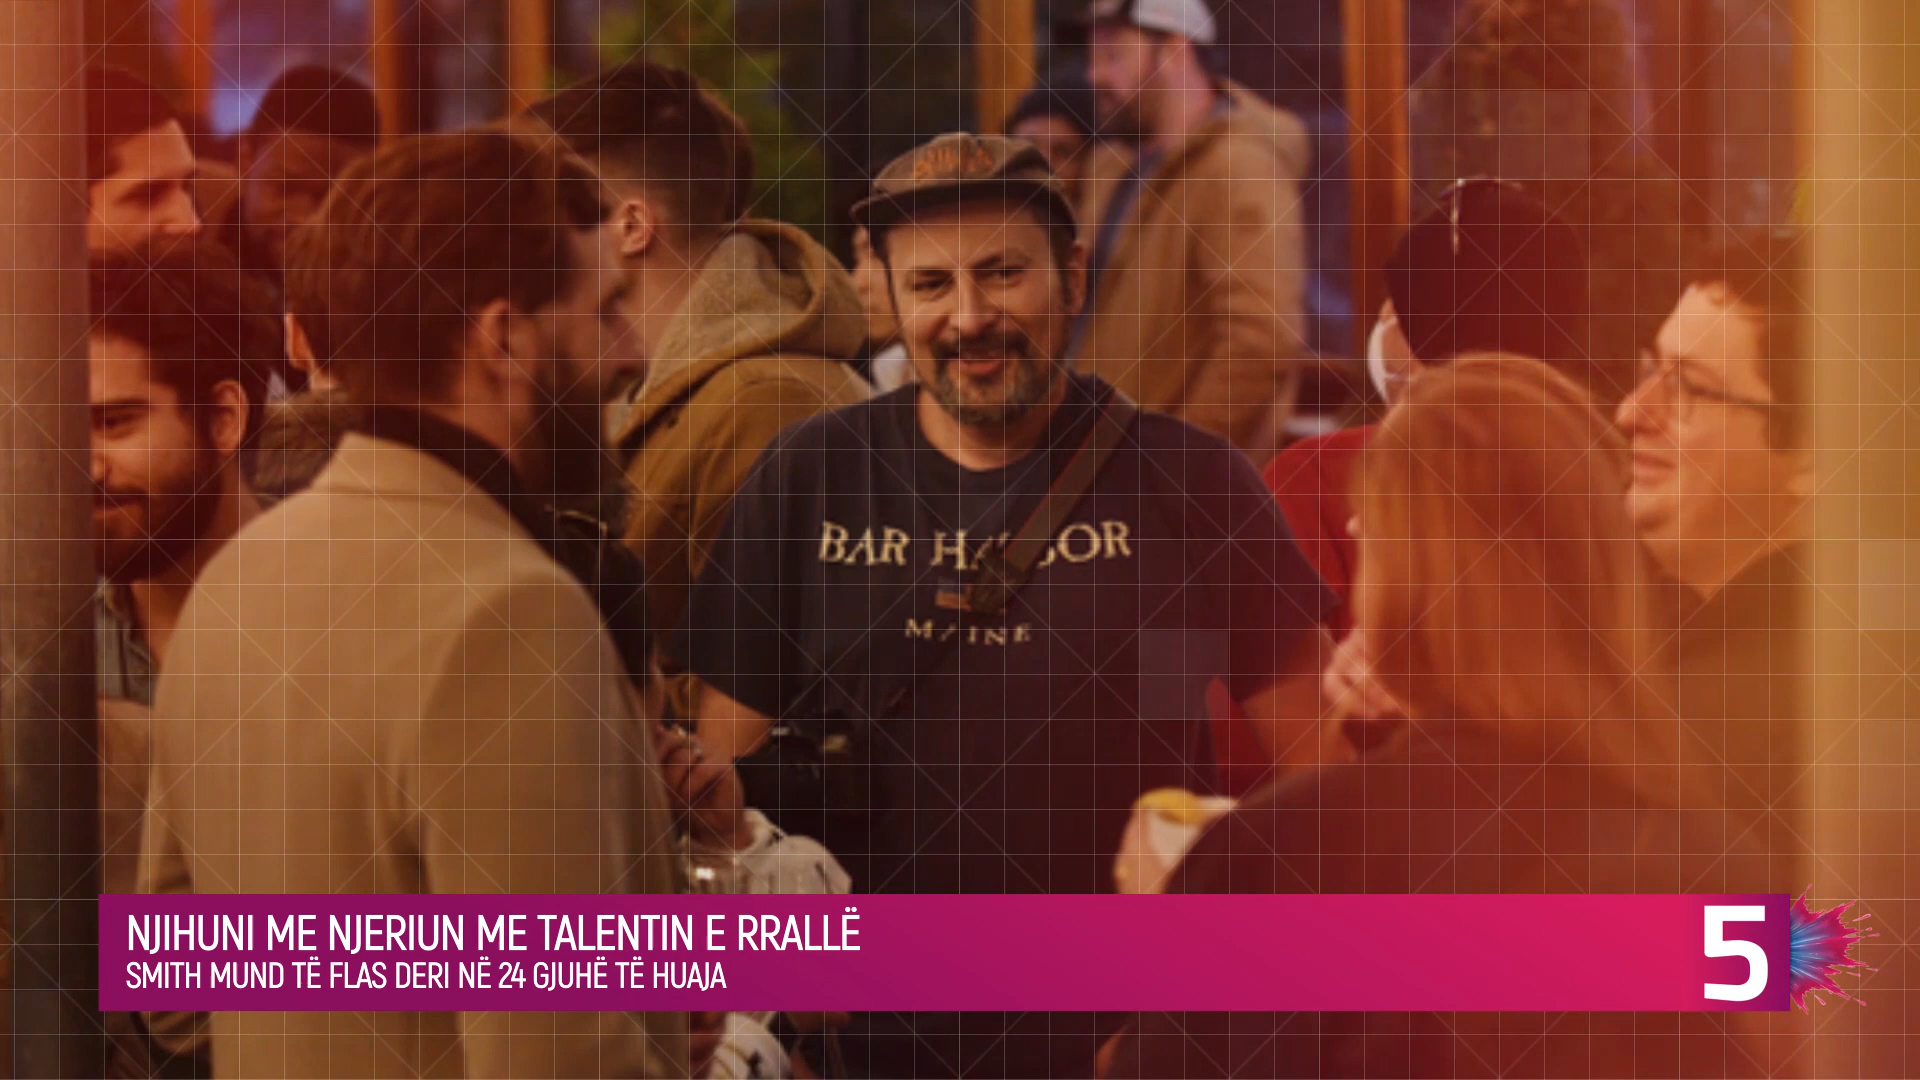 BAR HA
MAINE
NJIHUNI ME NJERIUN ME TALENTIN E RRALLË
SMITH MUND TË FLAS DERI NË 24 GJUHË TË HUAJA
5